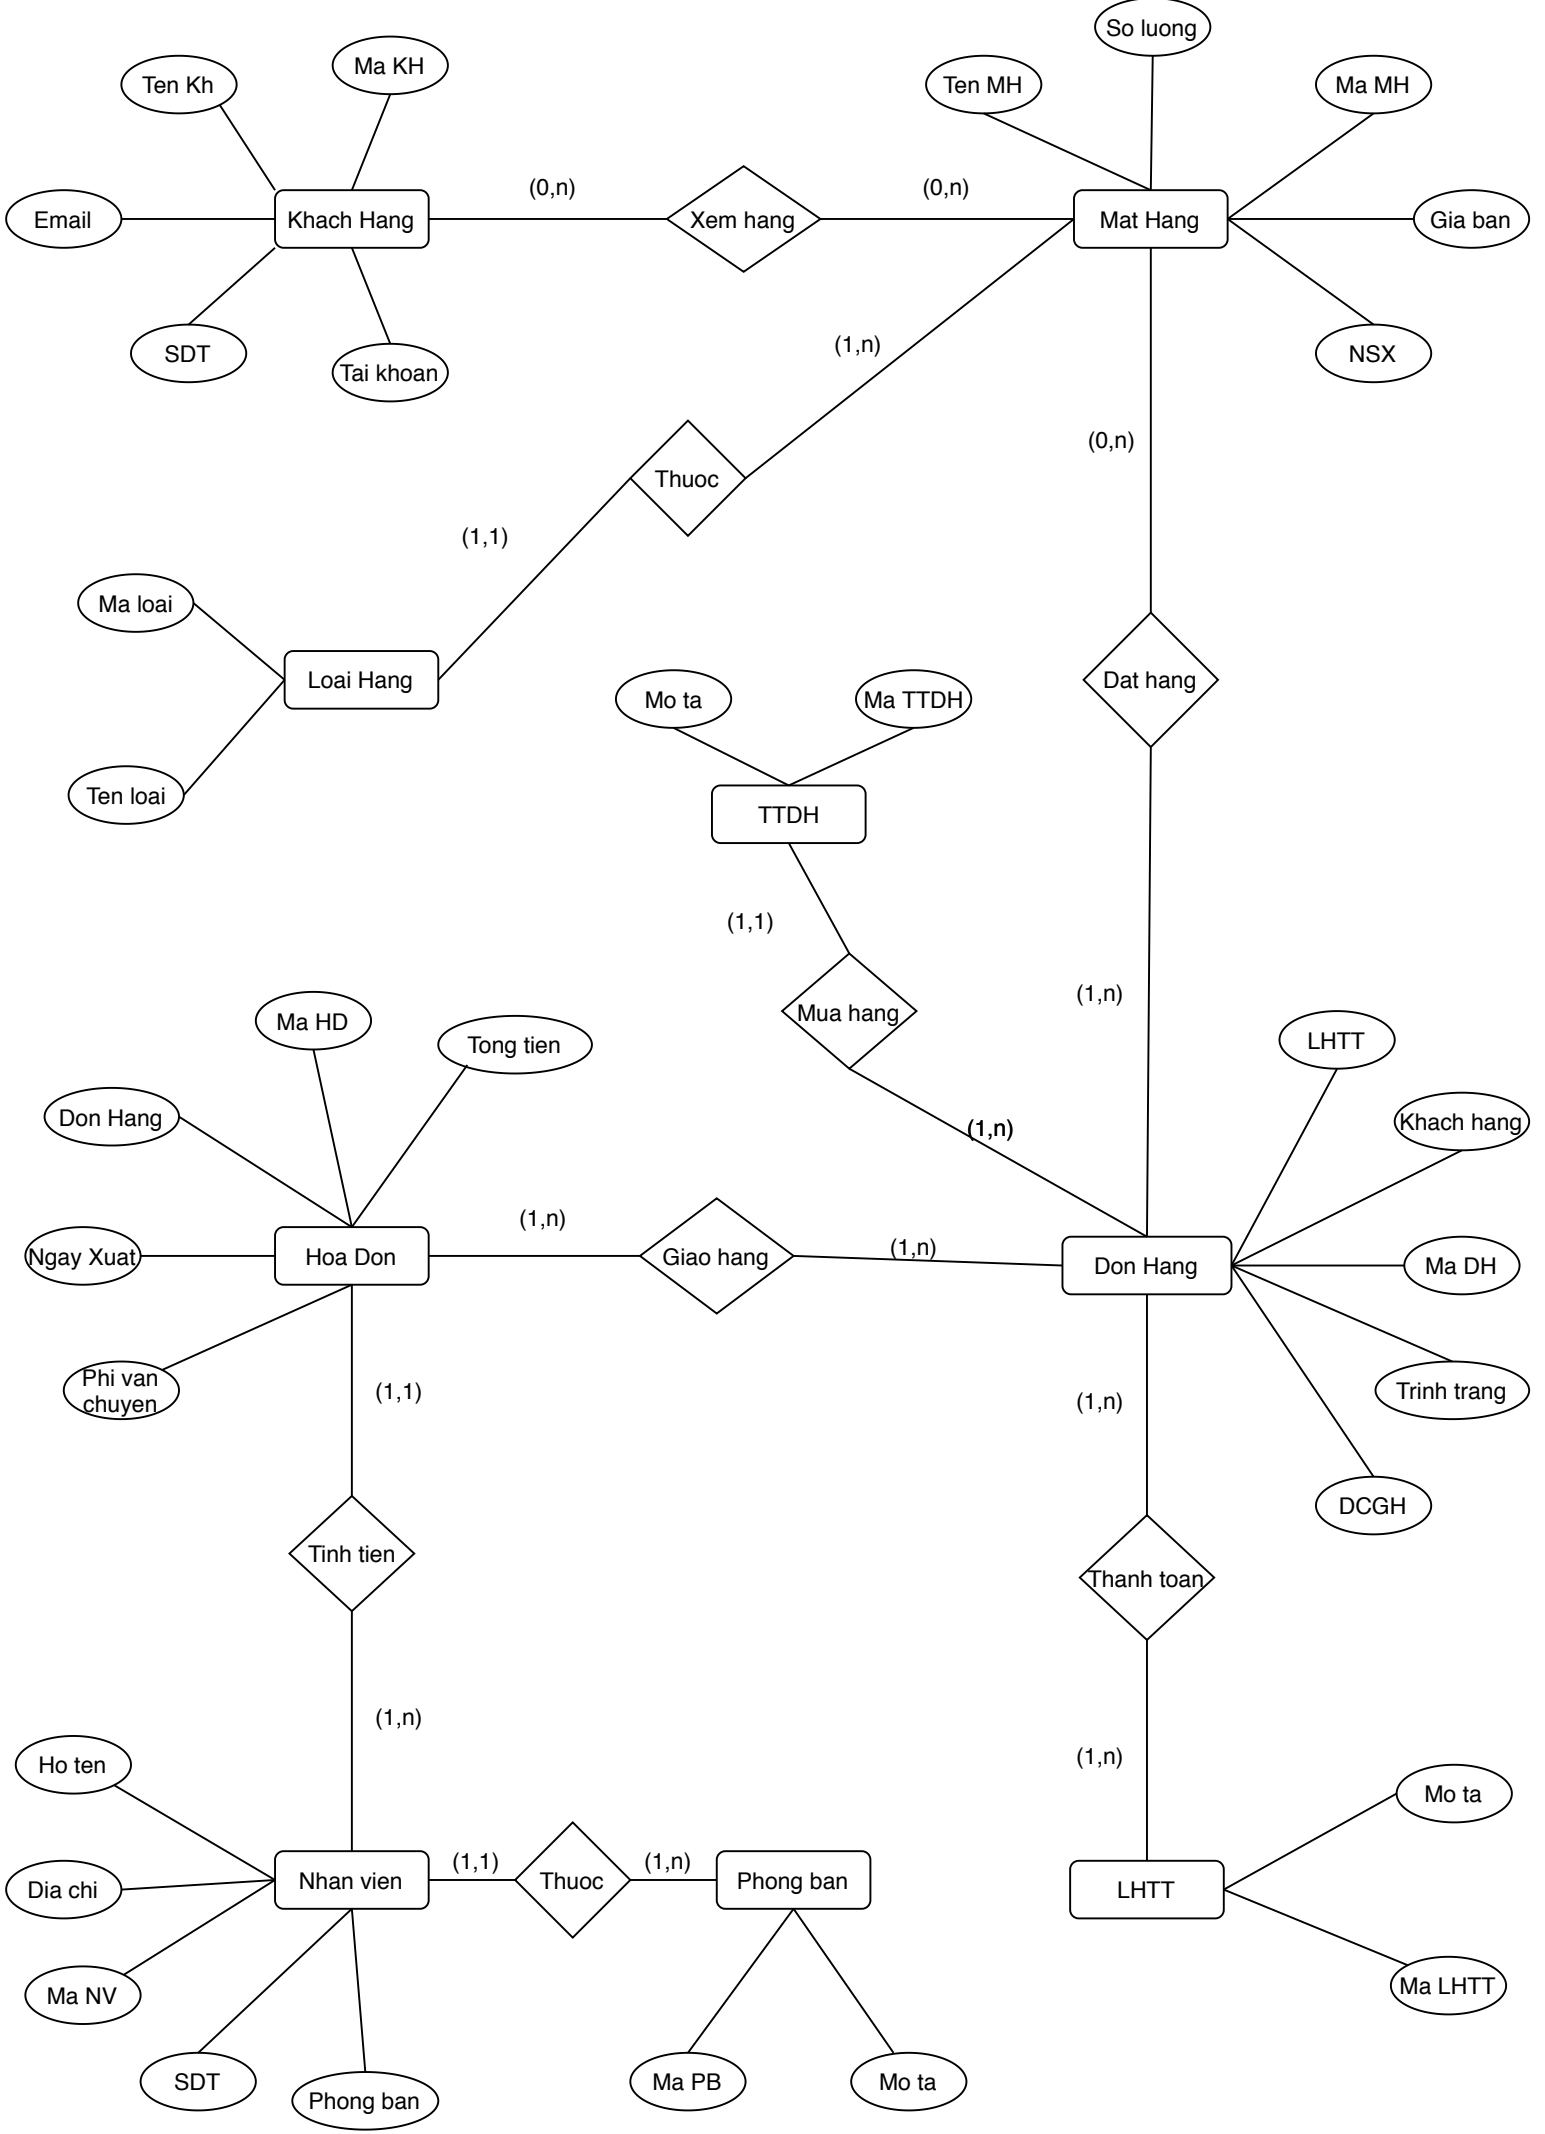 So luong
Ma KH
Ten Kh
Ten MH
Ma MH
(0,n)
(0,n)
Email
Khach Hang
Xem hang
Mat Hang
Gia ban
(1,n)
SDT
Tai khoan
NSX
(0,n)
Thuoc
(1,1)
Ma loai
Loai Hang
Dat hang
Mo ta
Ma TTDH
Ten loai
TTDH
(1,1)
(1,n)
Mua hang
Ma HD
Tong tien
LHTT
Don Hang
(1,n)
Khach hang
(1,n)
(1,n)
Ngay Xuat
Hoa Don
Giao hang
Don Hang
Ma DH
Phi van
chuyen
(1,1)
(1,n)
Trinh trang
DCGH
Tinh tien
Thanh toan
(1,n)
(1,n)
Ho ten
Mo ta
(1,1)
(1,n)
Dia chi
Nhan vien
Thuoc
Phong ban
LHTT
Ma NV
Ma LHTT
SDT
Phong ban
Ma PB
Mo ta